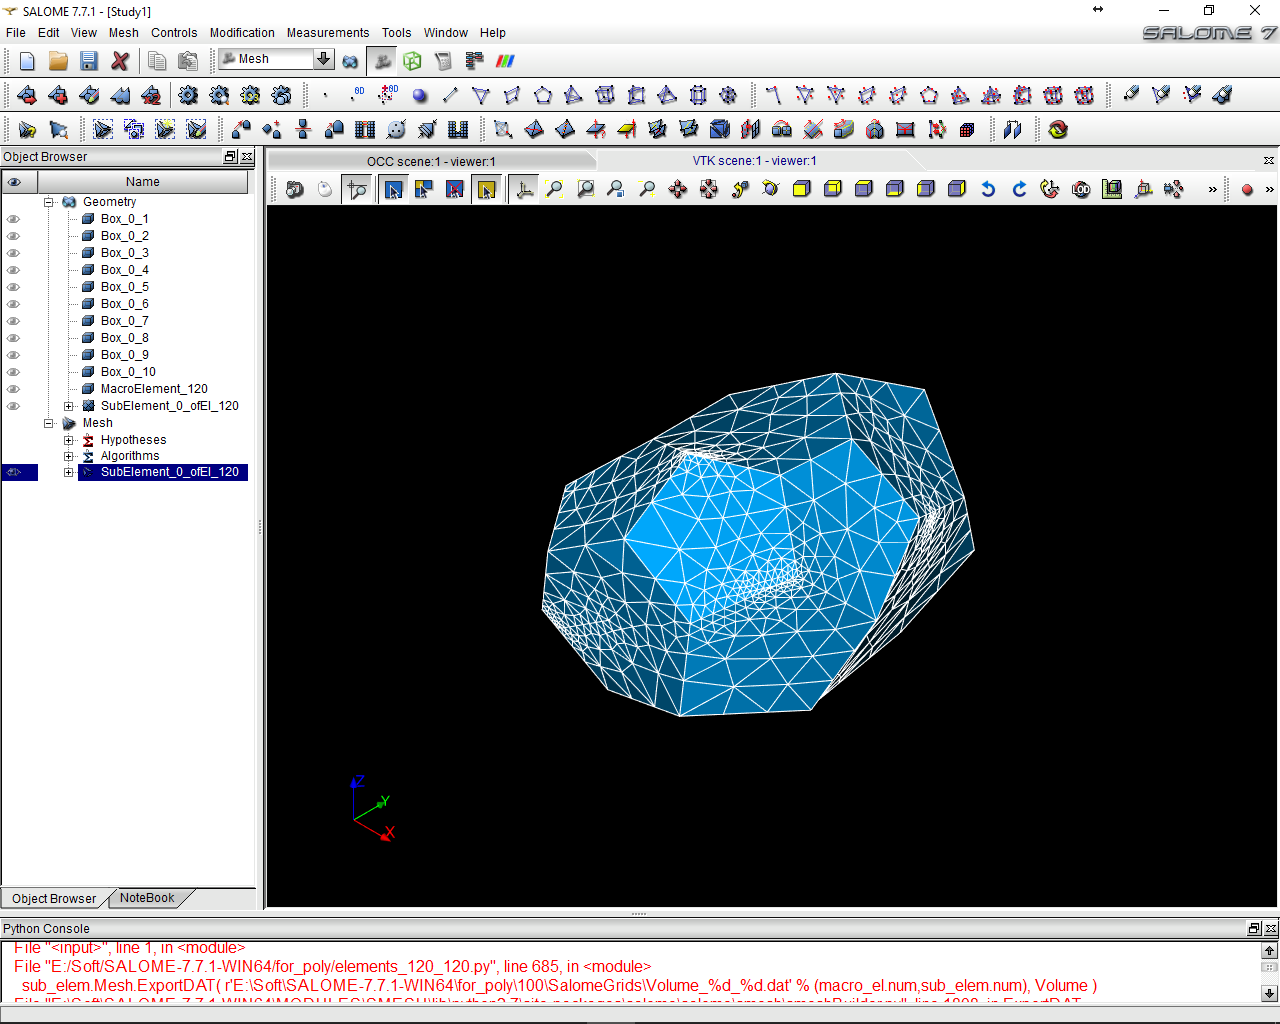 SALOME 7.7.1 - [Study1]
File Edit View Mesh Controls Modification Measurements Tools Window Help
SALOME 7
Mesh
Object Browser
OCC scene:1 - viewer:1
VTK scene:1 - viewer:1
Name
Geometry
Box_0_1
Box_0_2
Box_0_3
Box_0_4
Box_0_5
Box_0_6
Box_0_7
Box_0_8
Box_0_9
Box_0_10
MacroElement_120
SubElement_0_ofEl_120
Mesh
Hypotheses
Algorithms
SubElement_0_ofEl_120
Z
Y
X
Object Browser
NoteBook
Python Console
File "<input>", line 1, in <module>
File "E:/Soft/SALOME-7.7.1-WIN64/for_poly/elements_120_120.py", line 685, in <module>
sub_elem.Mesh.ExportDAT( r'E:\Soft\SALOME-7.7.1-WIN64\for_poly\100\SalomeGrids\Volume_%d_%d.dat' % (macro_el.num,sub_elem.num), Volume )